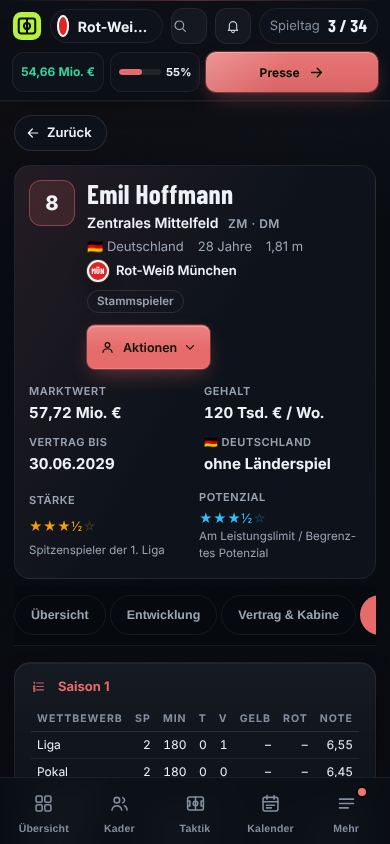 Rot-Wei...
Spieltag 3 / 34
54,66 Mio. €
55%
Presse →
← Zurück
8
Emil Hoffmann
Zentrales Mittelfeld ZM · DM
Deutschland 28 Jahre 1,81 m
MÜN Rot-Weiß München
Stammspieler
Aktionen
MARKTWERT GEHALT
57,72 Mio. € 120 Tsd. € / Wo.
VERTRAG BIS DEUTSCHLAND
30.06.2029 ohne Länderspiel
STÄRKE POTENZIAL
★★★½☆ ★★★½☆
Spitzenspieler der 1. Liga Am Leistungslimit / Begrenz-
tes Potenzial
Übersicht Entwicklung Vertrag & Kabine
Saison 1
WETTBEWERB SP MIN T V GELB ROT NOTE
Liga 2 180 0 1 – – 6,55
Pokal 2 180 0 0 – – 6,45
Übersicht Kader Taktik Kalender Mehr